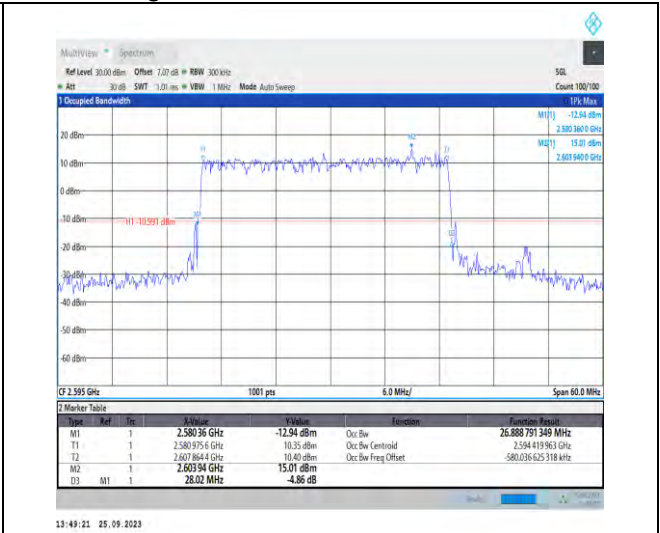 MultiView Spectrum
Ref Level 30.00 dBm Offset 7.07 dB RBW 300 kHz SGL
Att 30 dB SWT 1.01 ms VBW 1 MHz Mode Auto Sweep Count 100/100
1 Occupied Bandwidth 1Pk Max
M1[1] -12.94 dBm
2.580 360 0 GHz
M2[1] 15.01 dBm
2.603 940 0 GHz
20 dBm
M2
T1
T2
10 dBm
0 dBm
-10 dBm
H1 -10.991 dBm
-20 dBm
-30 dBm
-40 dBm
-50 dBm
-60 dBm
CF 2.595 GHz 1001 pts 6.0 MHz/ Span 60.0 MHz
2 Marker Table
Type Ref Trc X-Value Y-Value Function Function Result
M1 1 2.580 36 GHz -12.94 dBm Occ Bw 26.888 791 349 MHz
T1 1 2.580 975 6 GHz 10.35 dBm Occ Bw Centroid 2.594 419 963 GHz
T2 1 2.607 864 4 GHz 10.40 dBm Occ Bw Freq Offset -580.036 625 318 kHz
M2 1 2.603 94 GHz 15.01 dBm
D3 M1 1 28.02 MHz -4.86 dB
13:49:21 25.09.2023